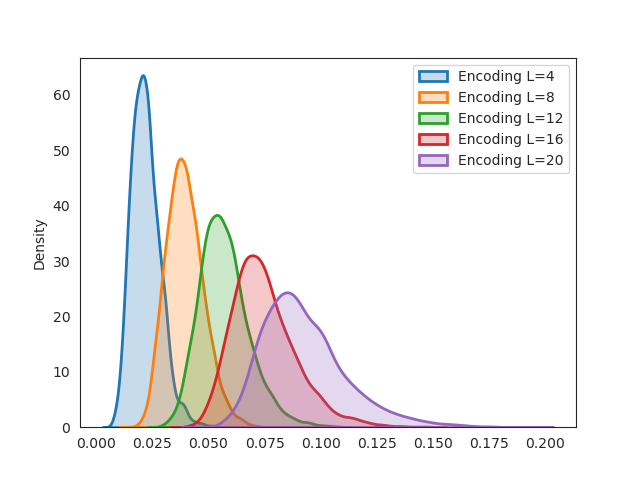 Encoding L=4
Encoding L=8
Encoding L=12
Encoding L=16
Encoding L=20
Density
60
50
40
30
20
10
0
0.000 0.025 0.050 0.075 0.100 0.125 0.150 0.175 0.200